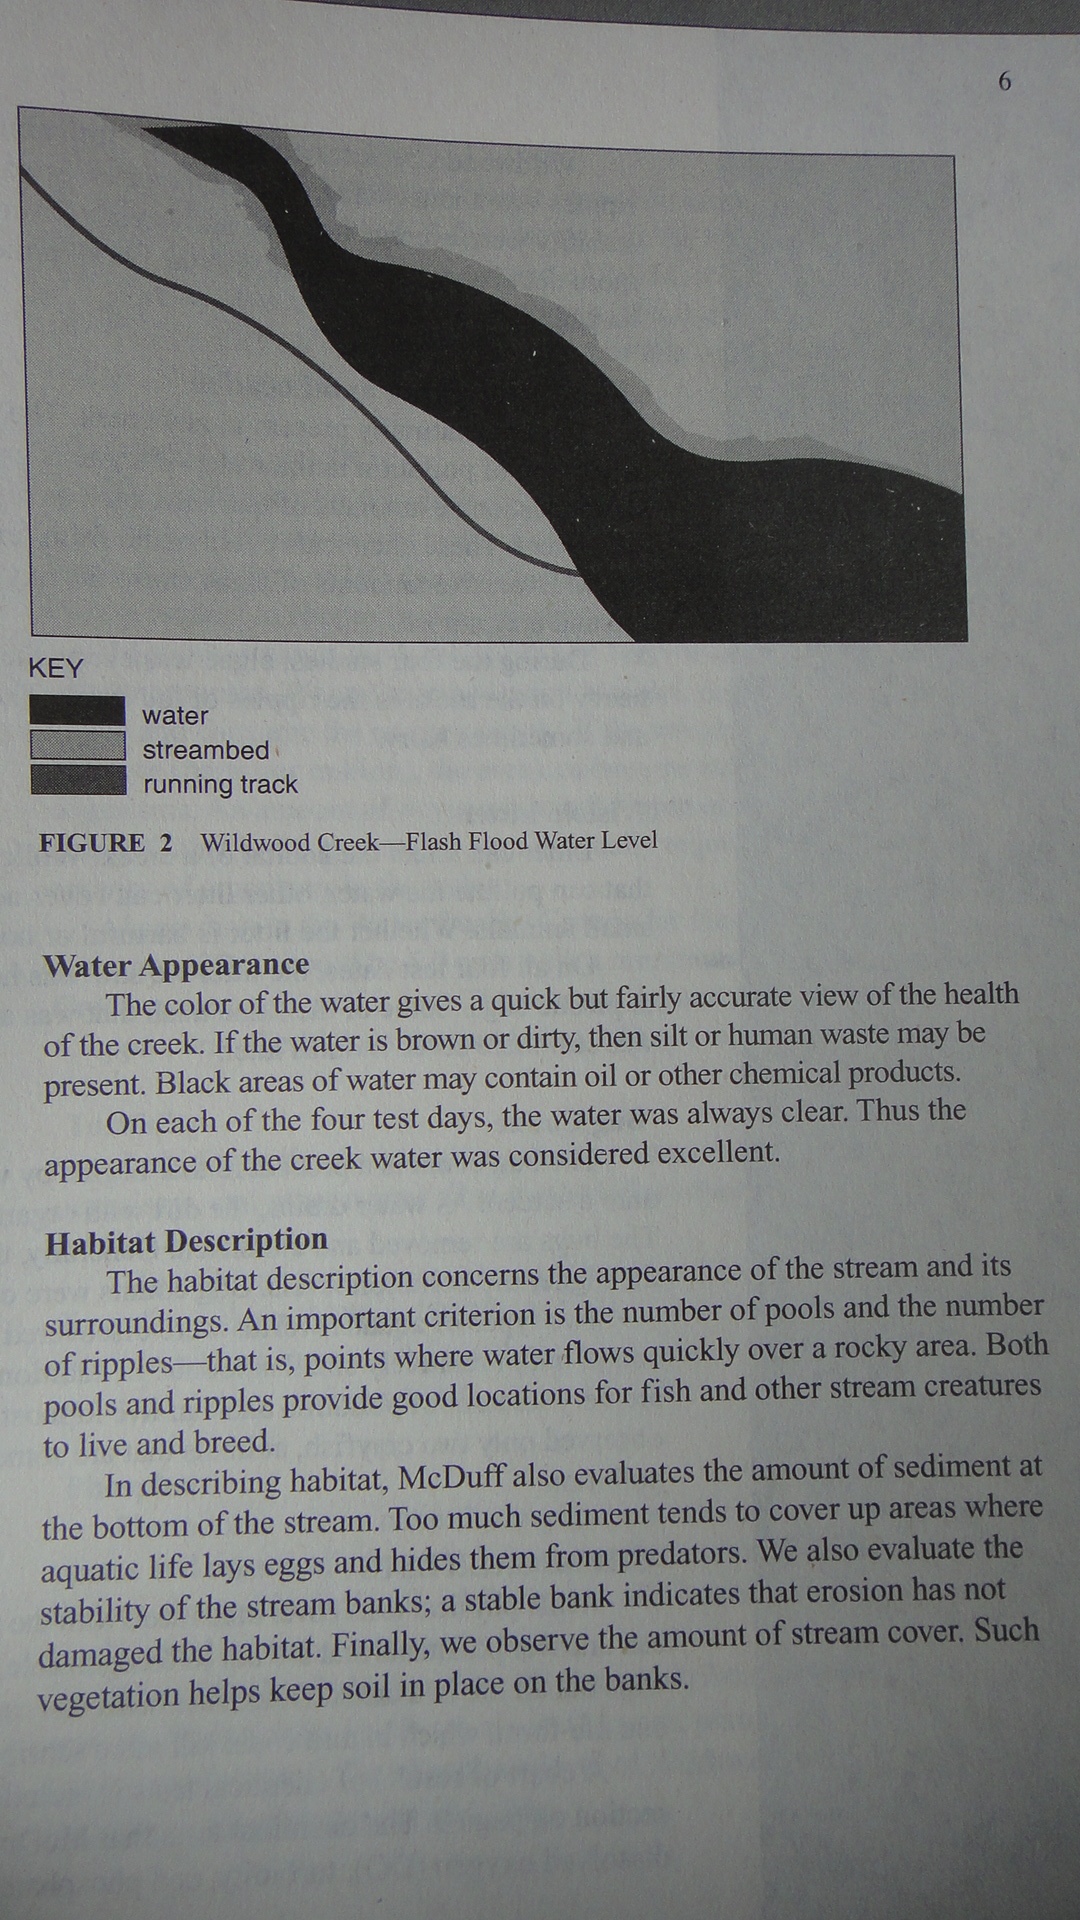 6
KEY
water
streambed
running track
FIGURE 2 Wildwood Creek—Flash Flood Water Level
Water Appearance
The color of the water gives a quick but fairly accurate view of the health
of the creek. If the water is brown or dirty, then silt or human waste may be
present. Black areas of water may contain oil or other chemical products.
On each of the four test days, the water was always clear. Thus the
appearance of the creek water was considered excellent.
Habitat Description
The habitat description concerns the appearance of the stream and its
surroundings. An important criterion is the number of pools and the number
of ripples—that is, points where water flows quickly over a rocky area. Both
pools and ripples provide good locations for fish and other stream creatures
to live and breed.
In describing habitat, McDuff also evaluates the amount of sediment at
the bottom of the stream. Too much sediment tends to cover up areas where
aquatic life lays eggs and hides them from predators. We also evaluate the
stability of the stream banks; a stable bank indicates that erosion has not
damaged the habitat. Finally, we observe the amount of stream cover. Such
vegetation helps keep soil in place on the banks.